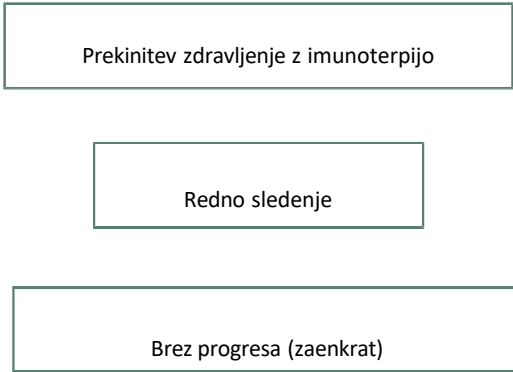 Prekinitev zdravljenje z imunoterpijo
Redno sledenje
Brez progresa (zaenkrat)